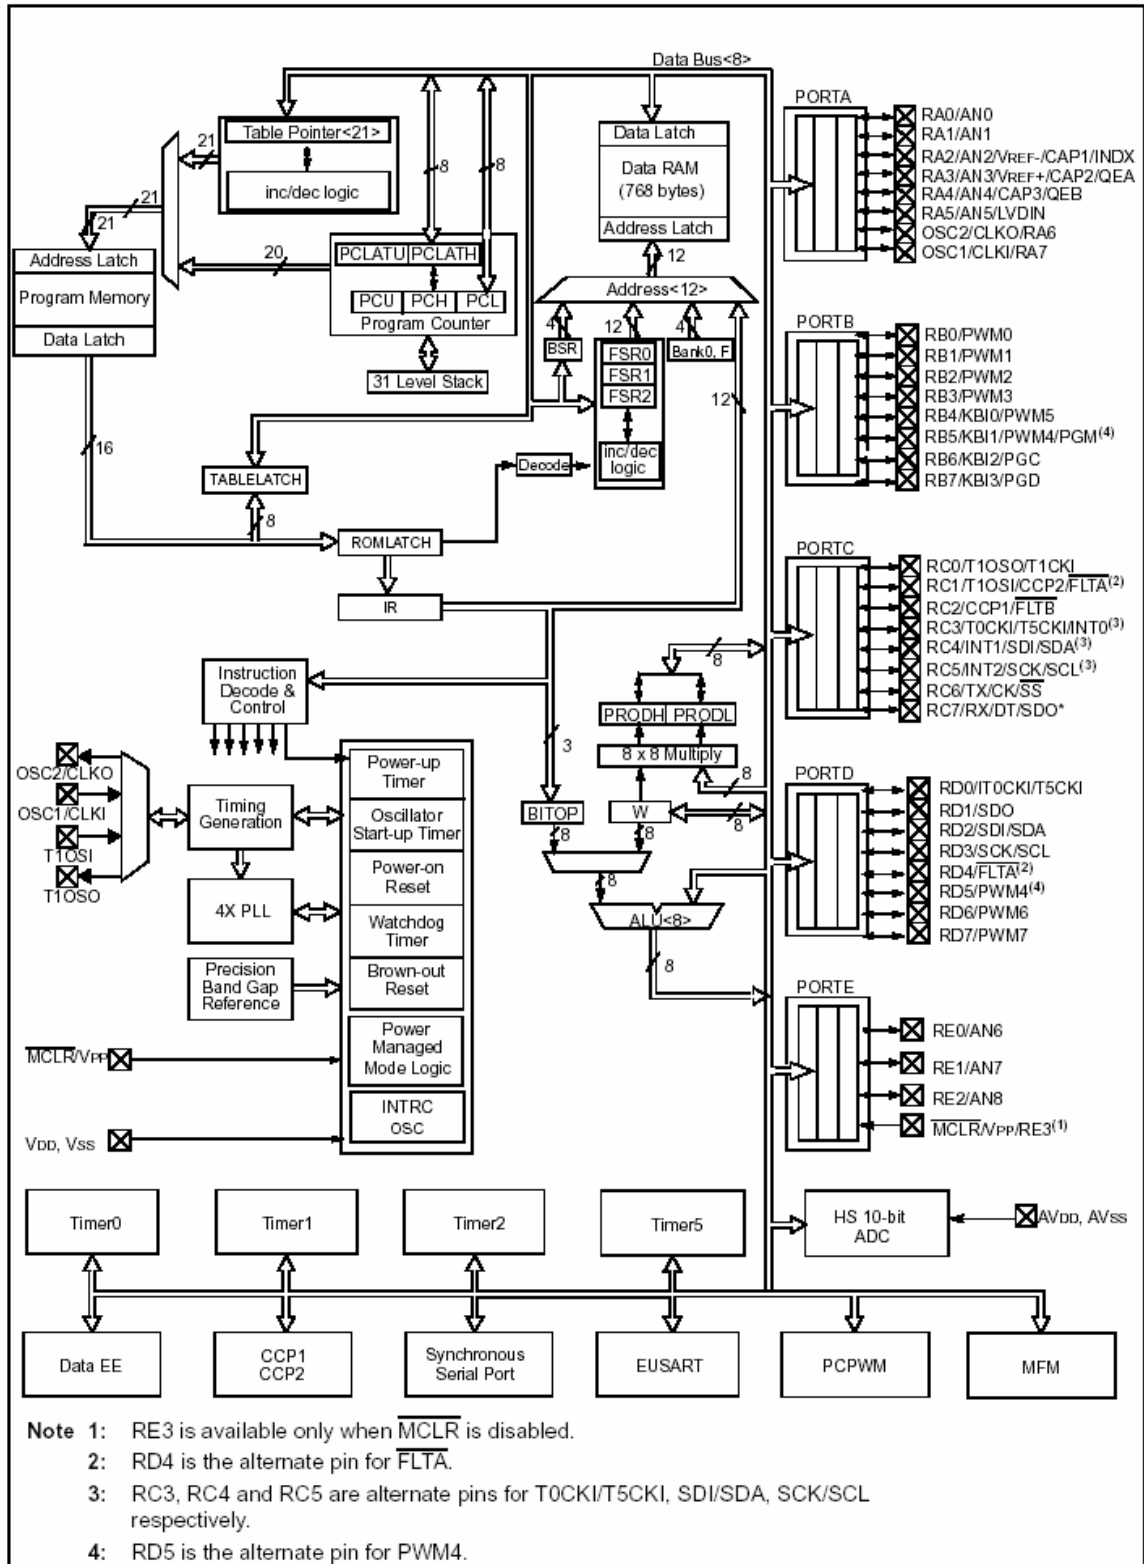 Data Bus<8>
PORTA
Table Pointer<21>
21
inc/dec logic
8
8
Data Latch
Data RAM
(768 bytes)
Address Latch
RA0/AN0
RA1/AN1
RA2/AN2/VREF-/CAP1/INDX
RA3/AN3/VREF+/CAP2/QEA
RA4/AN4/CAP3/QEB
RA5/AN5/LVDIN
OSC2/CLKO/RA6
OSC1/CLKI/RA7
21
21
Address Latch
Program Memory
Data Latch
20
PCLATU PCLATH
PCU PCH PCL
Program Counter
31 Level Stack
12
Address<12>
4
12
4
BSR
FSR0
FSR1
FSR2
Bank0, F
12
inc/dec
logic
Decode
PORTB
RB0/PWM0
RB1/PWM1
RB2/PWM2
RB3/PWM3
RB4/KBI0/PWM5
RB5/KBI1/PWM4/PGM(4)
RB6/KBI2/PGC
RB7/KBI3/PGD
16
TABLELATCH
8
ROMLATCH
IR
PORTC
RC0/T1OSO/T1CKI
RC1/T1OSI/CCP2/FLTA(2)
RC2/CCP1/FLTB
RC3/T0CKI/T5CKI/INT0(3)
RC4/INT1/SDI/SDA(3)
RC5/INT2/SCK/SCL(3)
RC6/TX/CK/SS
RC7/RX/DT/SDO*
Instruction
Decode &
Control
8
PRODH PRODL
8 x 8 Multiply
3
8
BITOP
W
8
8
8
8
ALU<8>
8
OSC2/CLKO
OSC1/CLKI
T1OSI
T1OSO
Timing
Generation
4X PLL
Precision
Band Gap
Reference
Power-up
Timer
Oscillator
Start-up Timer
Power-on
Reset
Watchdog
Timer
Brown-out
Reset
Power
Managed
Mode Logic
INTRC
OSC
MCLR/VPP
VDD, VSS
PORTD
RD0/IT0CKI/T5CKI
RD1/SDO
RD2/SDI/SDA
RD3/SCK/SCL
RD4/FLTA(2)
RD5/PWM4(4)
RD6/PWM6
RD7/PWM7
PORTE
RE0/AN6
RE1/AN7
RE2/AN8
MCLR/VPP/RE3(1)
Timer0
Timer1
Timer2
Timer5
HS 10-bit
ADC
AVDD, AVSS
Data EE
CCP1
CCP2
Synchronous
Serial Port
EUSART
PCPWM
MFM
Note 1: RE3 is available only when MCLR is disabled.
2: RD4 is the alternate pin for FLTA.
3: RC3, RC4 and RC5 are alternate pins for T0CKI/T5CKI, SDI/SDA, SCK/SCL
respectively.
4: RD5 is the alternate pin for PWM4.